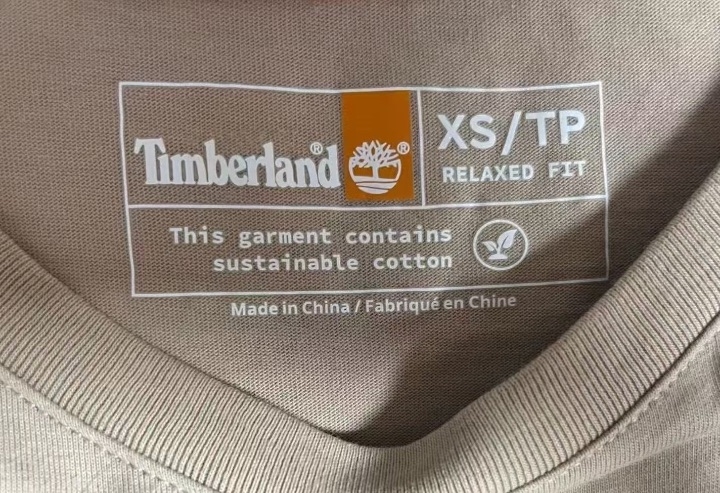 Timberland®
®
XS/TP
RELAXED FIT
This garment contains
sustainable cotton
Made in China / Fabriqué en Chine